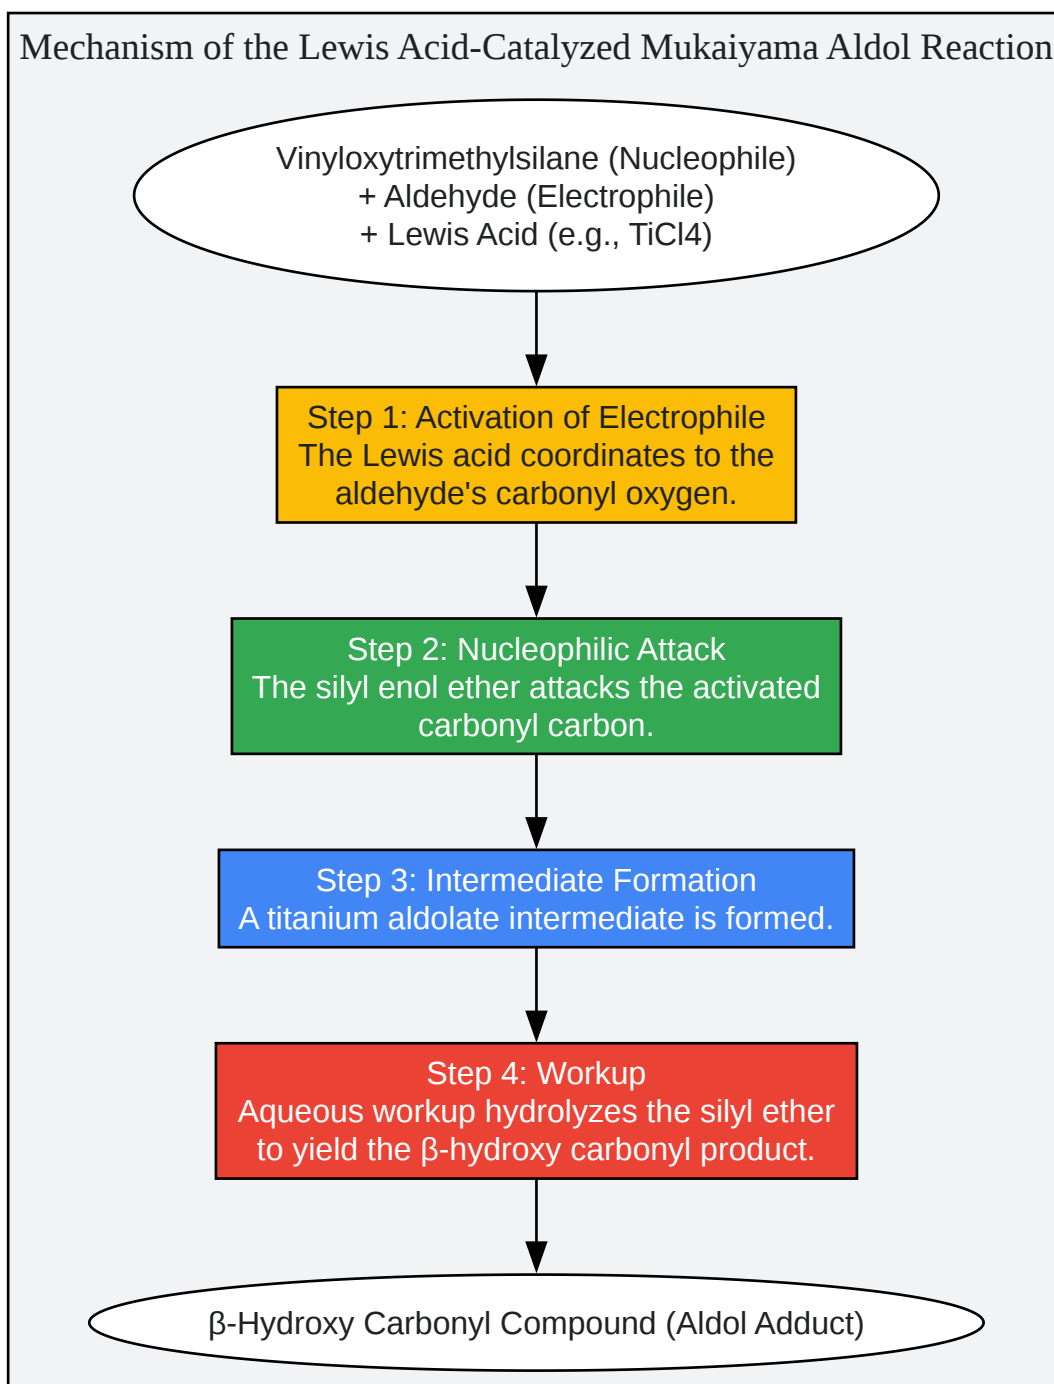 Mechanism of the Lewis Acid-Catalyzed Mukaiyama Aldol Reaction
Vinyloxytrimethylsilane (Nucleophile)
+ Aldehyde (Electrophile)
+ Lewis Acid (e.g., TiCl4)
Step 1: Activation of Electrophile
The Lewis acid coordinates to the
aldehyde's carbonyl oxygen.
Step 2: Nucleophilic Attack
The silyl enol ether attacks the activated
carbonyl carbon.
Step 3: Intermediate Formation
A titanium aldolate intermediate is formed.
Step 4: Workup
Aqueous workup hydrolyzes the silyl ether
to yield the β-hydroxy carbonyl product.
β-Hydroxy Carbonyl Compound (Aldol Adduct)